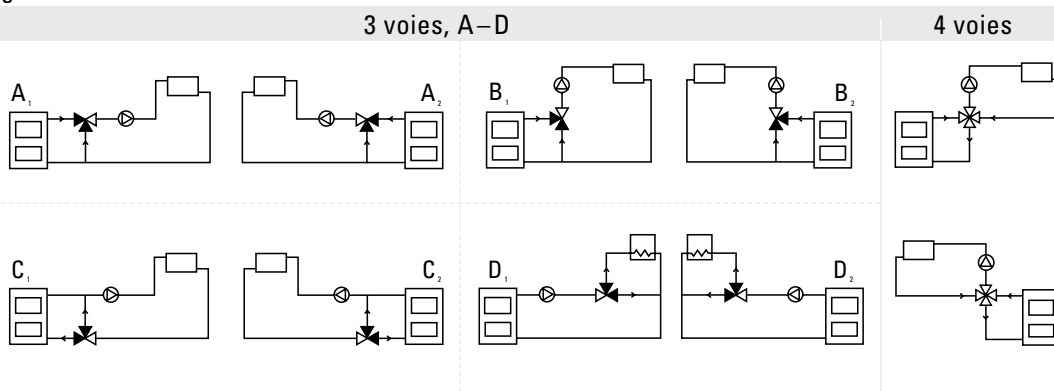 3 voies, A–D
4 voies
A₁
A₂
B₁
B₂
C₁
C₂
D₁
D₂